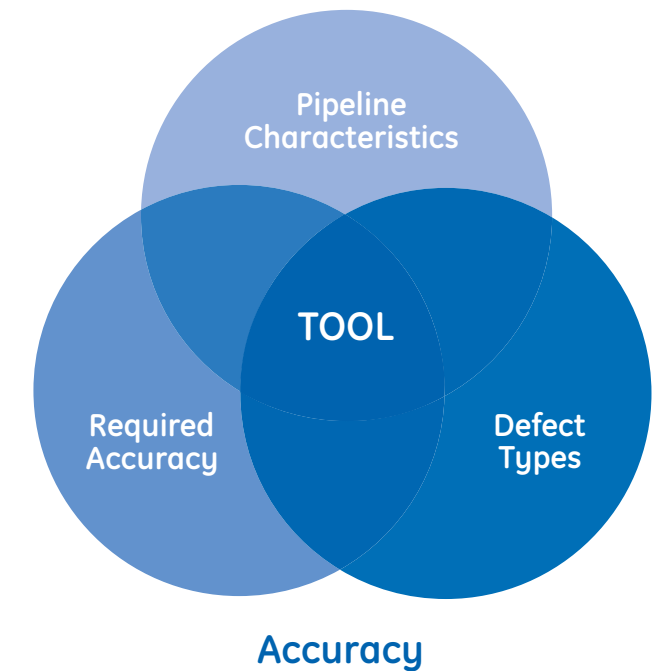 Pipeline
Characteristics
TOOL
Required
Accuracy
Defect
Types
Accuracy